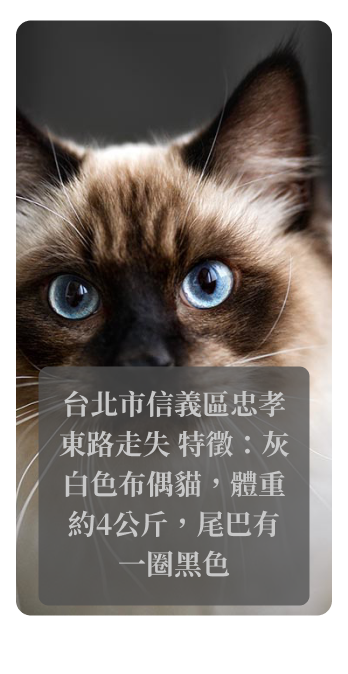 台北市信義區忠孝
東路走失 特徵：灰
白色布偶貓，體重
約4公斤，尾巴有
一圈黑色